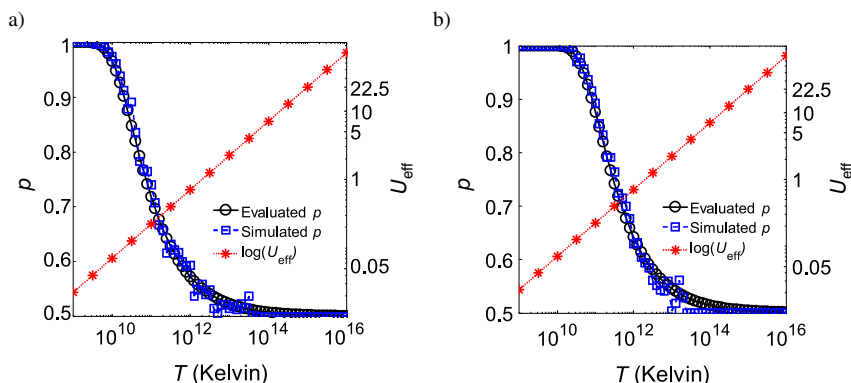 a)
1
0.9
0.8
0.7
0.6
0.5
p
22.5
10
5
1
0.05
U_eff
Evaluated p
Simulated p
log(U_eff)
10^10 10^12 10^14 10^16
T (Kelvin)
b)
1
0.9
0.8
0.7
0.6
0.5
p
22.5
10
5
1
0.05
U_eff
Evaluated p
Simulated p
log(U_eff)
10^10 10^12 10^14 10^16
T (Kelvin)